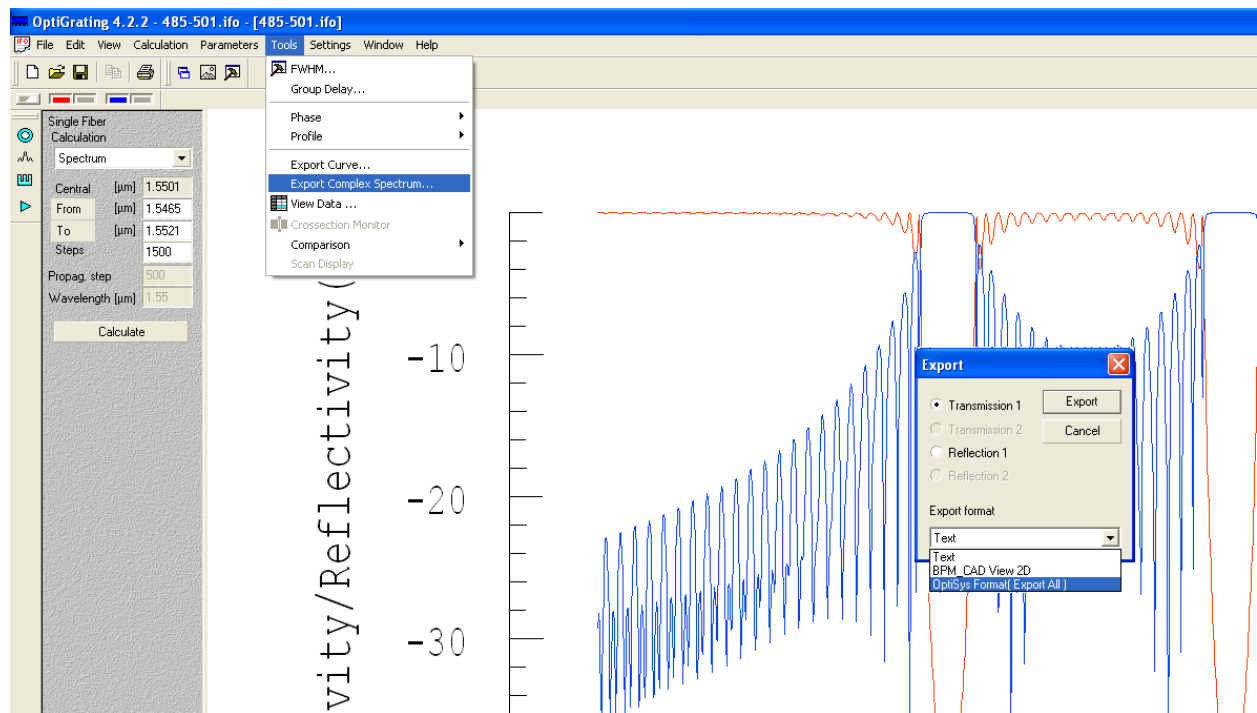 OptiGrating 4.2.2 - 485-501.ifo - [485-501.ifo]
IFO File Edit View Calculation Parameters Tools Settings Window Help
FWHM...
Group Delay...
Phase
Profile
Export Curve...
Export Complex Spectrum...
View Data ...
Crossection Monitor
Comparison
Scan Display
Single Fiber
Calculation
Spectrum
Central [µm] 1.5501
From [µm] 1.5465
To [µm] 1.5521
Steps 1500
Propag. step 500
Wavelength [µm] 1.55
Calculate
vity/Reflectivity(
-10
-20
-30
Export
Transmission 1 Export
Transmission 2 Cancel
Reflection 1
Reflection 2
Export format
Text
Text
BPM_CAD View 2D
OptiSys Format( Export All )